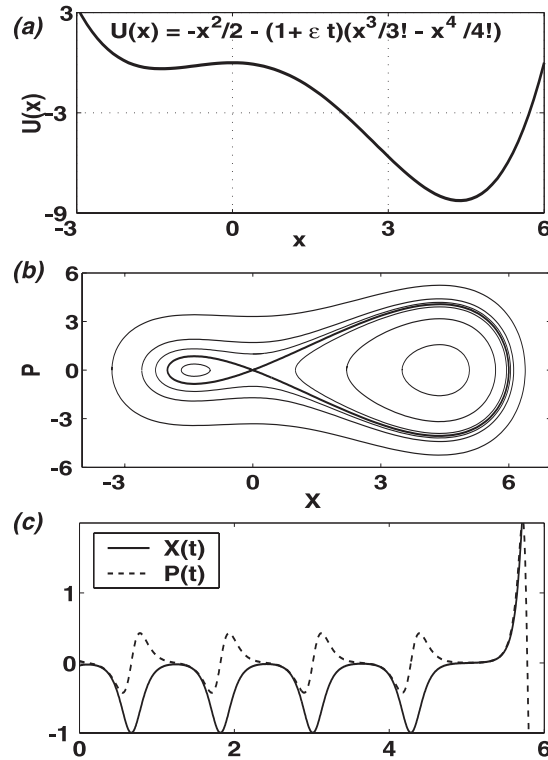 (a)
U(x) = -x²/2 - (1+ ε t)(x³/3! - x⁴ /4!)
3
-3
-9
U(x)
-3 0 3 6
x
(b)
6
3
0
-3
-6
P
-3 0 3 6
X
(c)
X(t)
P(t)
1
0
-1
0 2 4 6